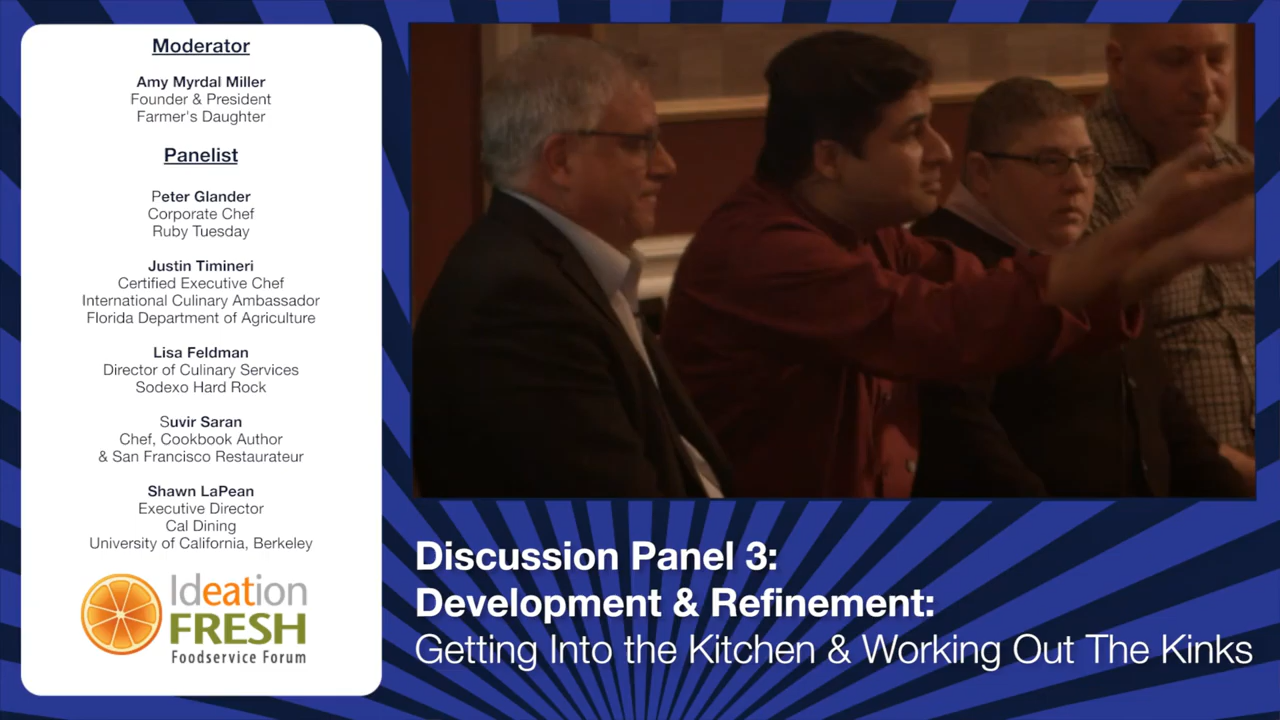 Moderator
Amy Myrdal Miller
Founder & President
Farmer's Daughter
Panelist
Peter Glander
Corporate Chef
Ruby Tuesday
Justin Timineri
Certified Executive Chef
International Culinary Ambassador
Florida Department of Agriculture
Lisa Feldman
Director of Culinary Services
Sodexo Hard Rock
Suvir Saran
Chef, Cookbook Author
& San Francisco Restaurateur
Shawn LaPean
Executive Director
Cal Dining
University of California, Berkeley
Ideation
FRESH
Foodservice Forum
Discussion Panel 3:
Development & Refinement:
Getting Into the Kitchen & Working Out The Kinks